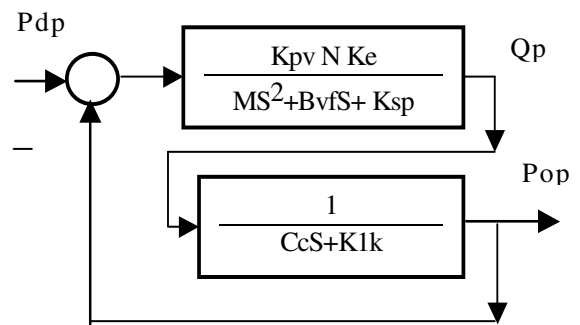 Pdp
Kpv N Ke
Qp
MS²+BvfS+ Ksp
–
Pop
1
CcS+K1k